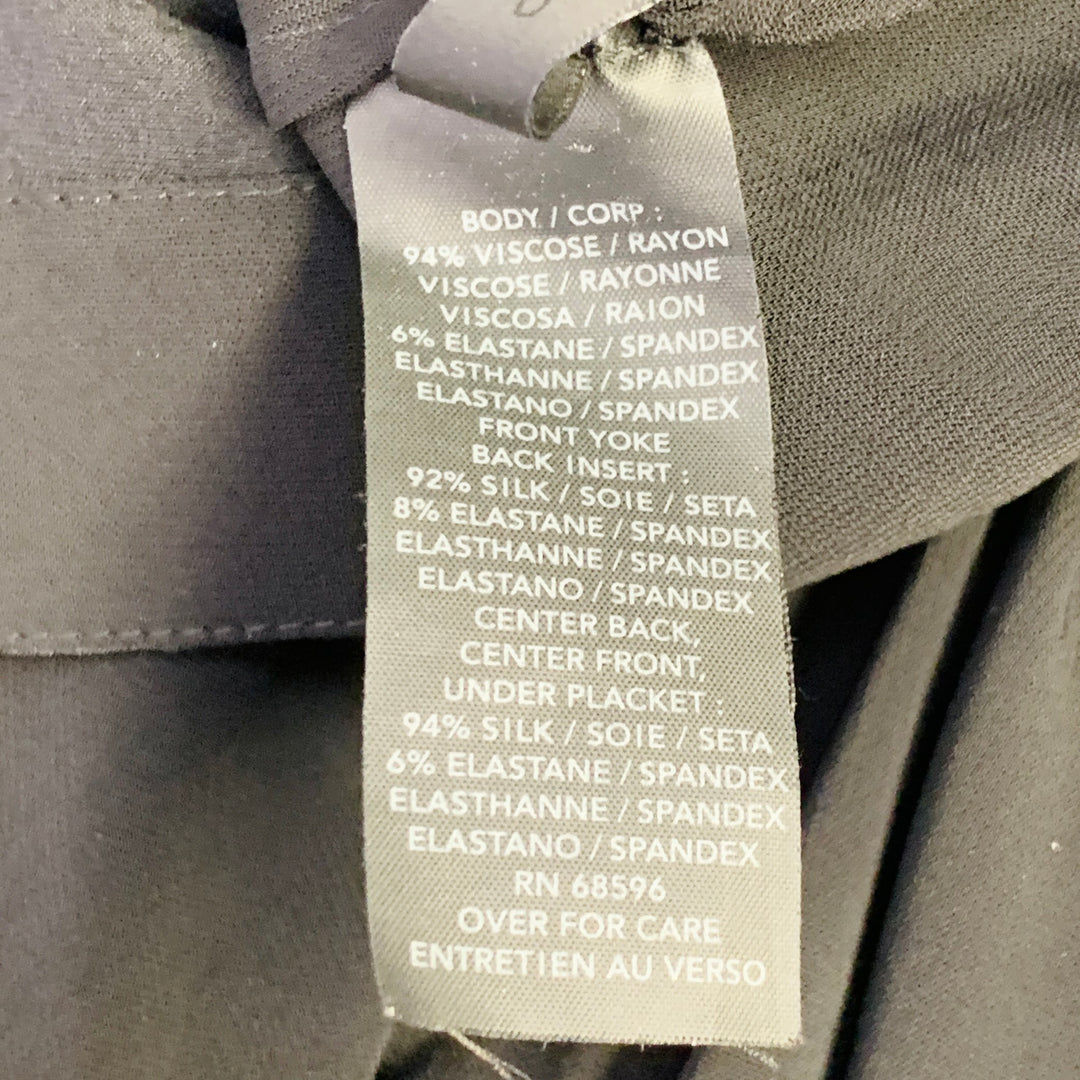 BODY / CORP :
94% VISCOSE / RAYON
VISCOSE / RAYONNE
VISCOSA / RAION
6% ELASTANE / SPANDEX
ELASTHANNE / SPANDEX
ELASTANO / SPANDEX
FRONT YOKE
BACK INSERT :
92% SILK / SOIE / SETA
8% ELASTANE / SPANDEX
ELASTHANNE / SPANDEX
ELASTANO / SPANDEX
CENTER BACK,
CENTER FRONT,
UNDER PLACKET :
94% SILK / SOIE / SETA
6% ELASTANE / SPANDEX
ELASTHANNE / SPANDEX
ELASTANO / SPANDEX
RN 68596
OVER FOR CARE
ENTRETIEN AU VERSO